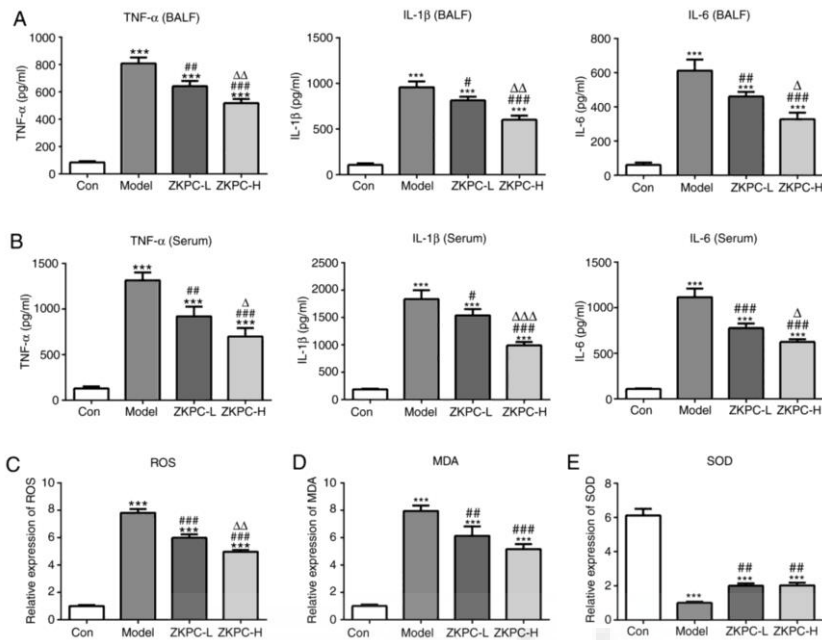 A
TNF-α (BALF)
TNF-α (pg/ml)
1000
800
600
400
200
0
***
##
***
ΔΔ
###
***
Con Model ZKPC-L ZKPC-H
IL-1β (BALF)
IL-1β (pg/ml)
1500
1000
500
0
***
#
***
ΔΔ
###
***
Con Model ZKPC-L ZKPC-H
IL-6 (BALF)
IL-6 (pg/ml)
800
600
400
200
0
***
##
***
Δ
###
***
Con Model ZKPC-L ZKPC-H
B
TNF-α (Serum)
TNF-α (pg/ml)
1500
1000
500
0
***
##
***
Δ
###
***
Con Model ZKPC-L ZKPC-H
IL-1β (Serum)
IL-1β (pg/ml)
2500
2000
1500
1000
500
0
***
#
***
ΔΔΔ
###
***
Con Model ZKPC-L ZKPC-H
IL-6 (Serum)
IL-6 (pg/ml)
1500
1000
500
0
***
###
***
Δ
###
***
Con Model ZKPC-L ZKPC-H
C
ROS
Relative expression of ROS
10
8
6
4
2
0
***
###
***
ΔΔ
###
***
Con Model ZKPC-L ZKPC-H
D
MDA
Relative expression of MDA
10
8
6
4
2
0
***
##
***
###
***
Con Model ZKPC-L ZKPC-H
E
SOD
Relative expression of SOD
8
6
4
2
0
***
##
***
##
***
Con Model ZKPC-L ZKPC-H